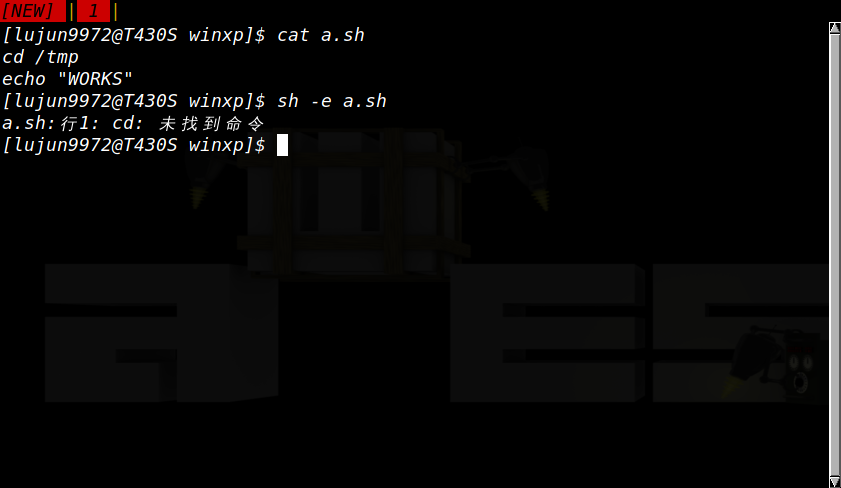 [NEW] | 1 |
[lujun9972@T430S winxp]$ cat a.sh
cd /tmp
echo "WORKS"
[lujun9972@T430S winxp]$ sh -e a.sh
a.sh:行1: cd: 未找到命令
[lujun9972@T430S winxp]$